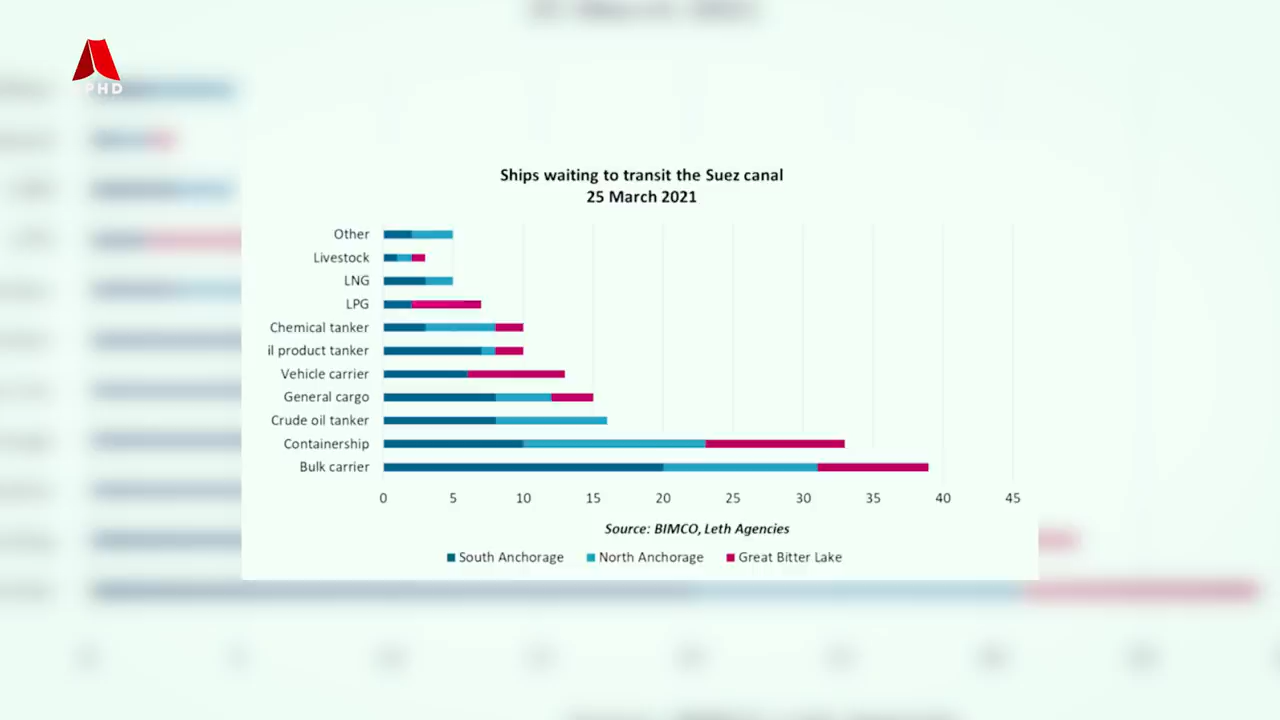 PHD
Ships waiting to transit the Suez canal
25 March 2021
Other
Livestock
LNG
LPG
Chemical tanker
il product tanker
Vehicle carrier
General cargo
Crude oil tanker
Containership
Bulk carrier
0 5 10 15 20 25 30 35 40 45
Source: BIMCO, Leth Agencies
South Anchorage North Anchorage Great Bitter Lake